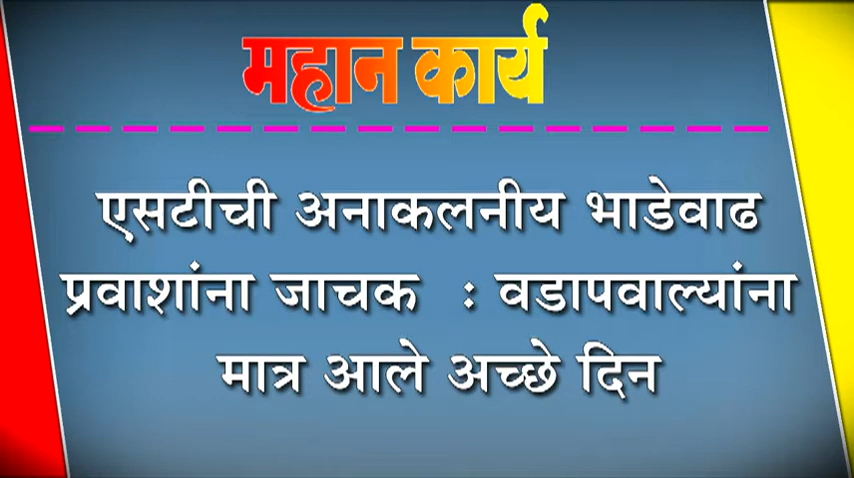 महान कार्य
एसटीची अनाकलनीय भाडेवाढ
प्रवाशांना जाचक : वडापवाल्यांना
मात्र आले अच्छे दिन